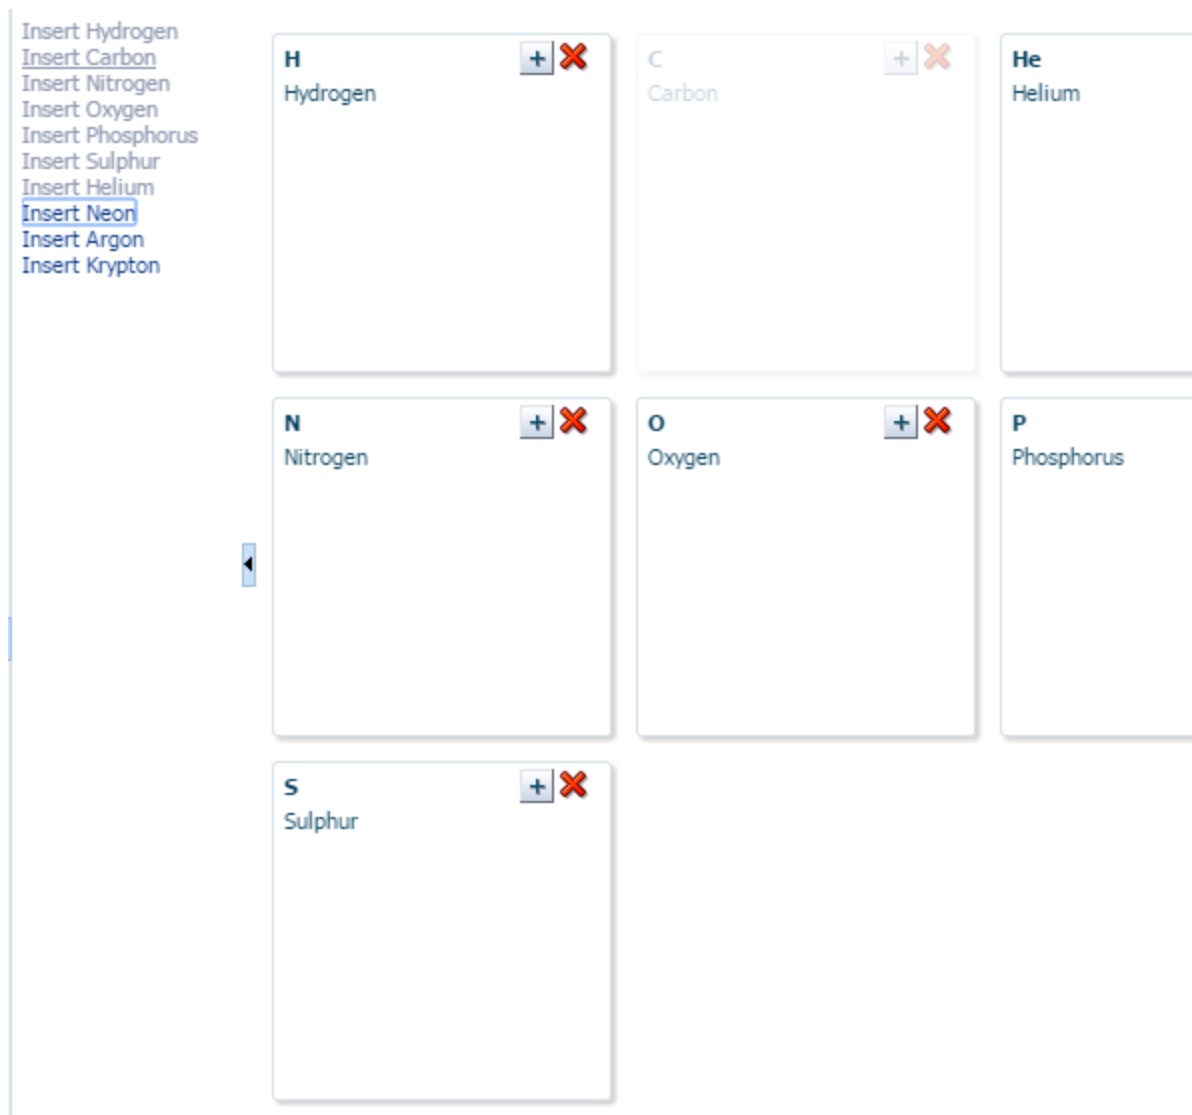 Insert Hydrogen
Insert Carbon
Insert Nitrogen
Insert Oxygen
Insert Phosphorus
Insert Sulphur
Insert Helium
Insert Neon
Insert Argon
Insert Krypton
H
Hydrogen
C
Carbon
He
Helium
N
Nitrogen
O
Oxygen
P
Phosphorus
S
Sulphur